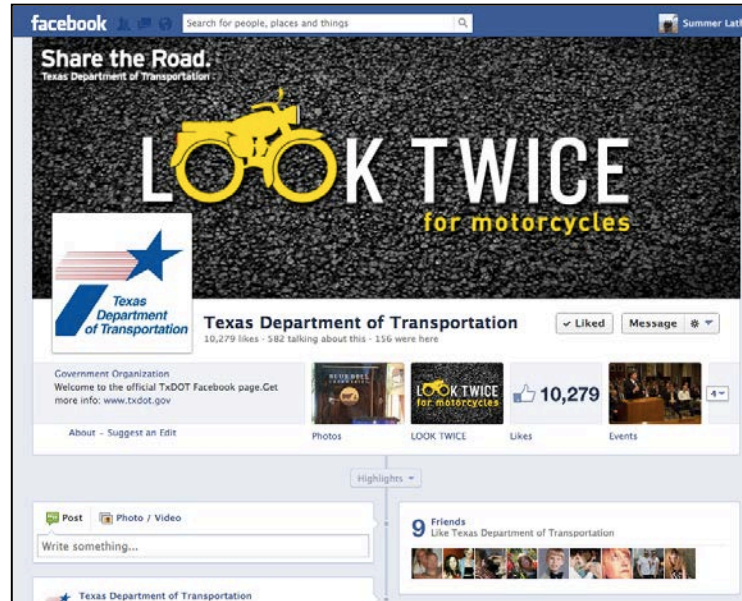 facebook
Search for people, places and things
Summer Lath
Share the Road.
Texas Department of Transportation
LOOK TWICE
for motorcycles
Texas
Department
of Transportation
Texas Department of Transportation
10,279 likes · 582 talking about this · 156 were here
Liked
Message
Government Organization
Welcome to the official TxDOT Facebook page.Get
more info: www.txdot.gov
About – Suggest an Edit
LOOK TWICE
for motorcycles
10,279
4
Photos
LOOK TWICE
Likes
Events
Highlights
Post
Photo / Video
Write something...
9
Friends
Like Texas Department of Transportation
Texas Department of Transportation